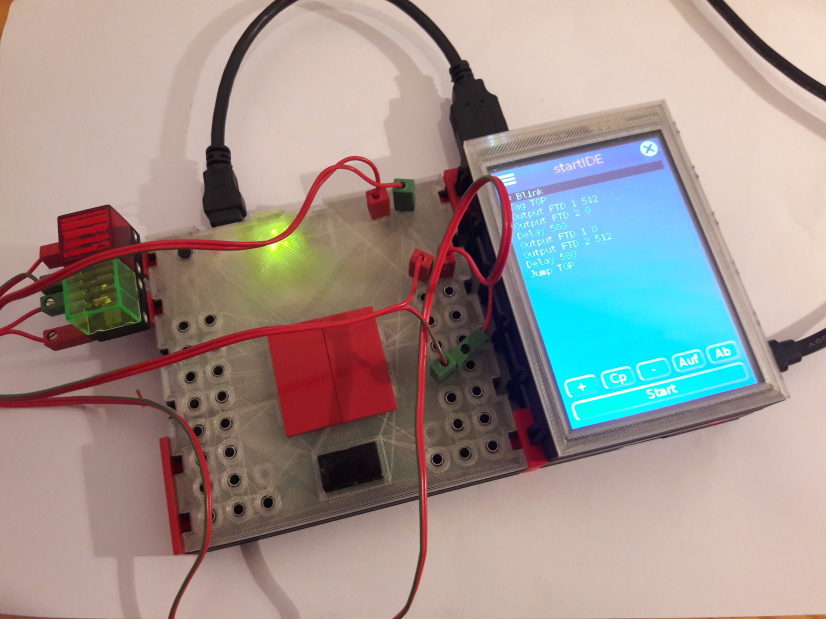 startIDE
# Blink
Tag TOP
Output FTD 1 512
Output FTD 2 0
Delay 500
Output FTD 1 0
Output FTD 2 512
Delay 500
Jump TOP
+ Cp - Auf Ab
Start